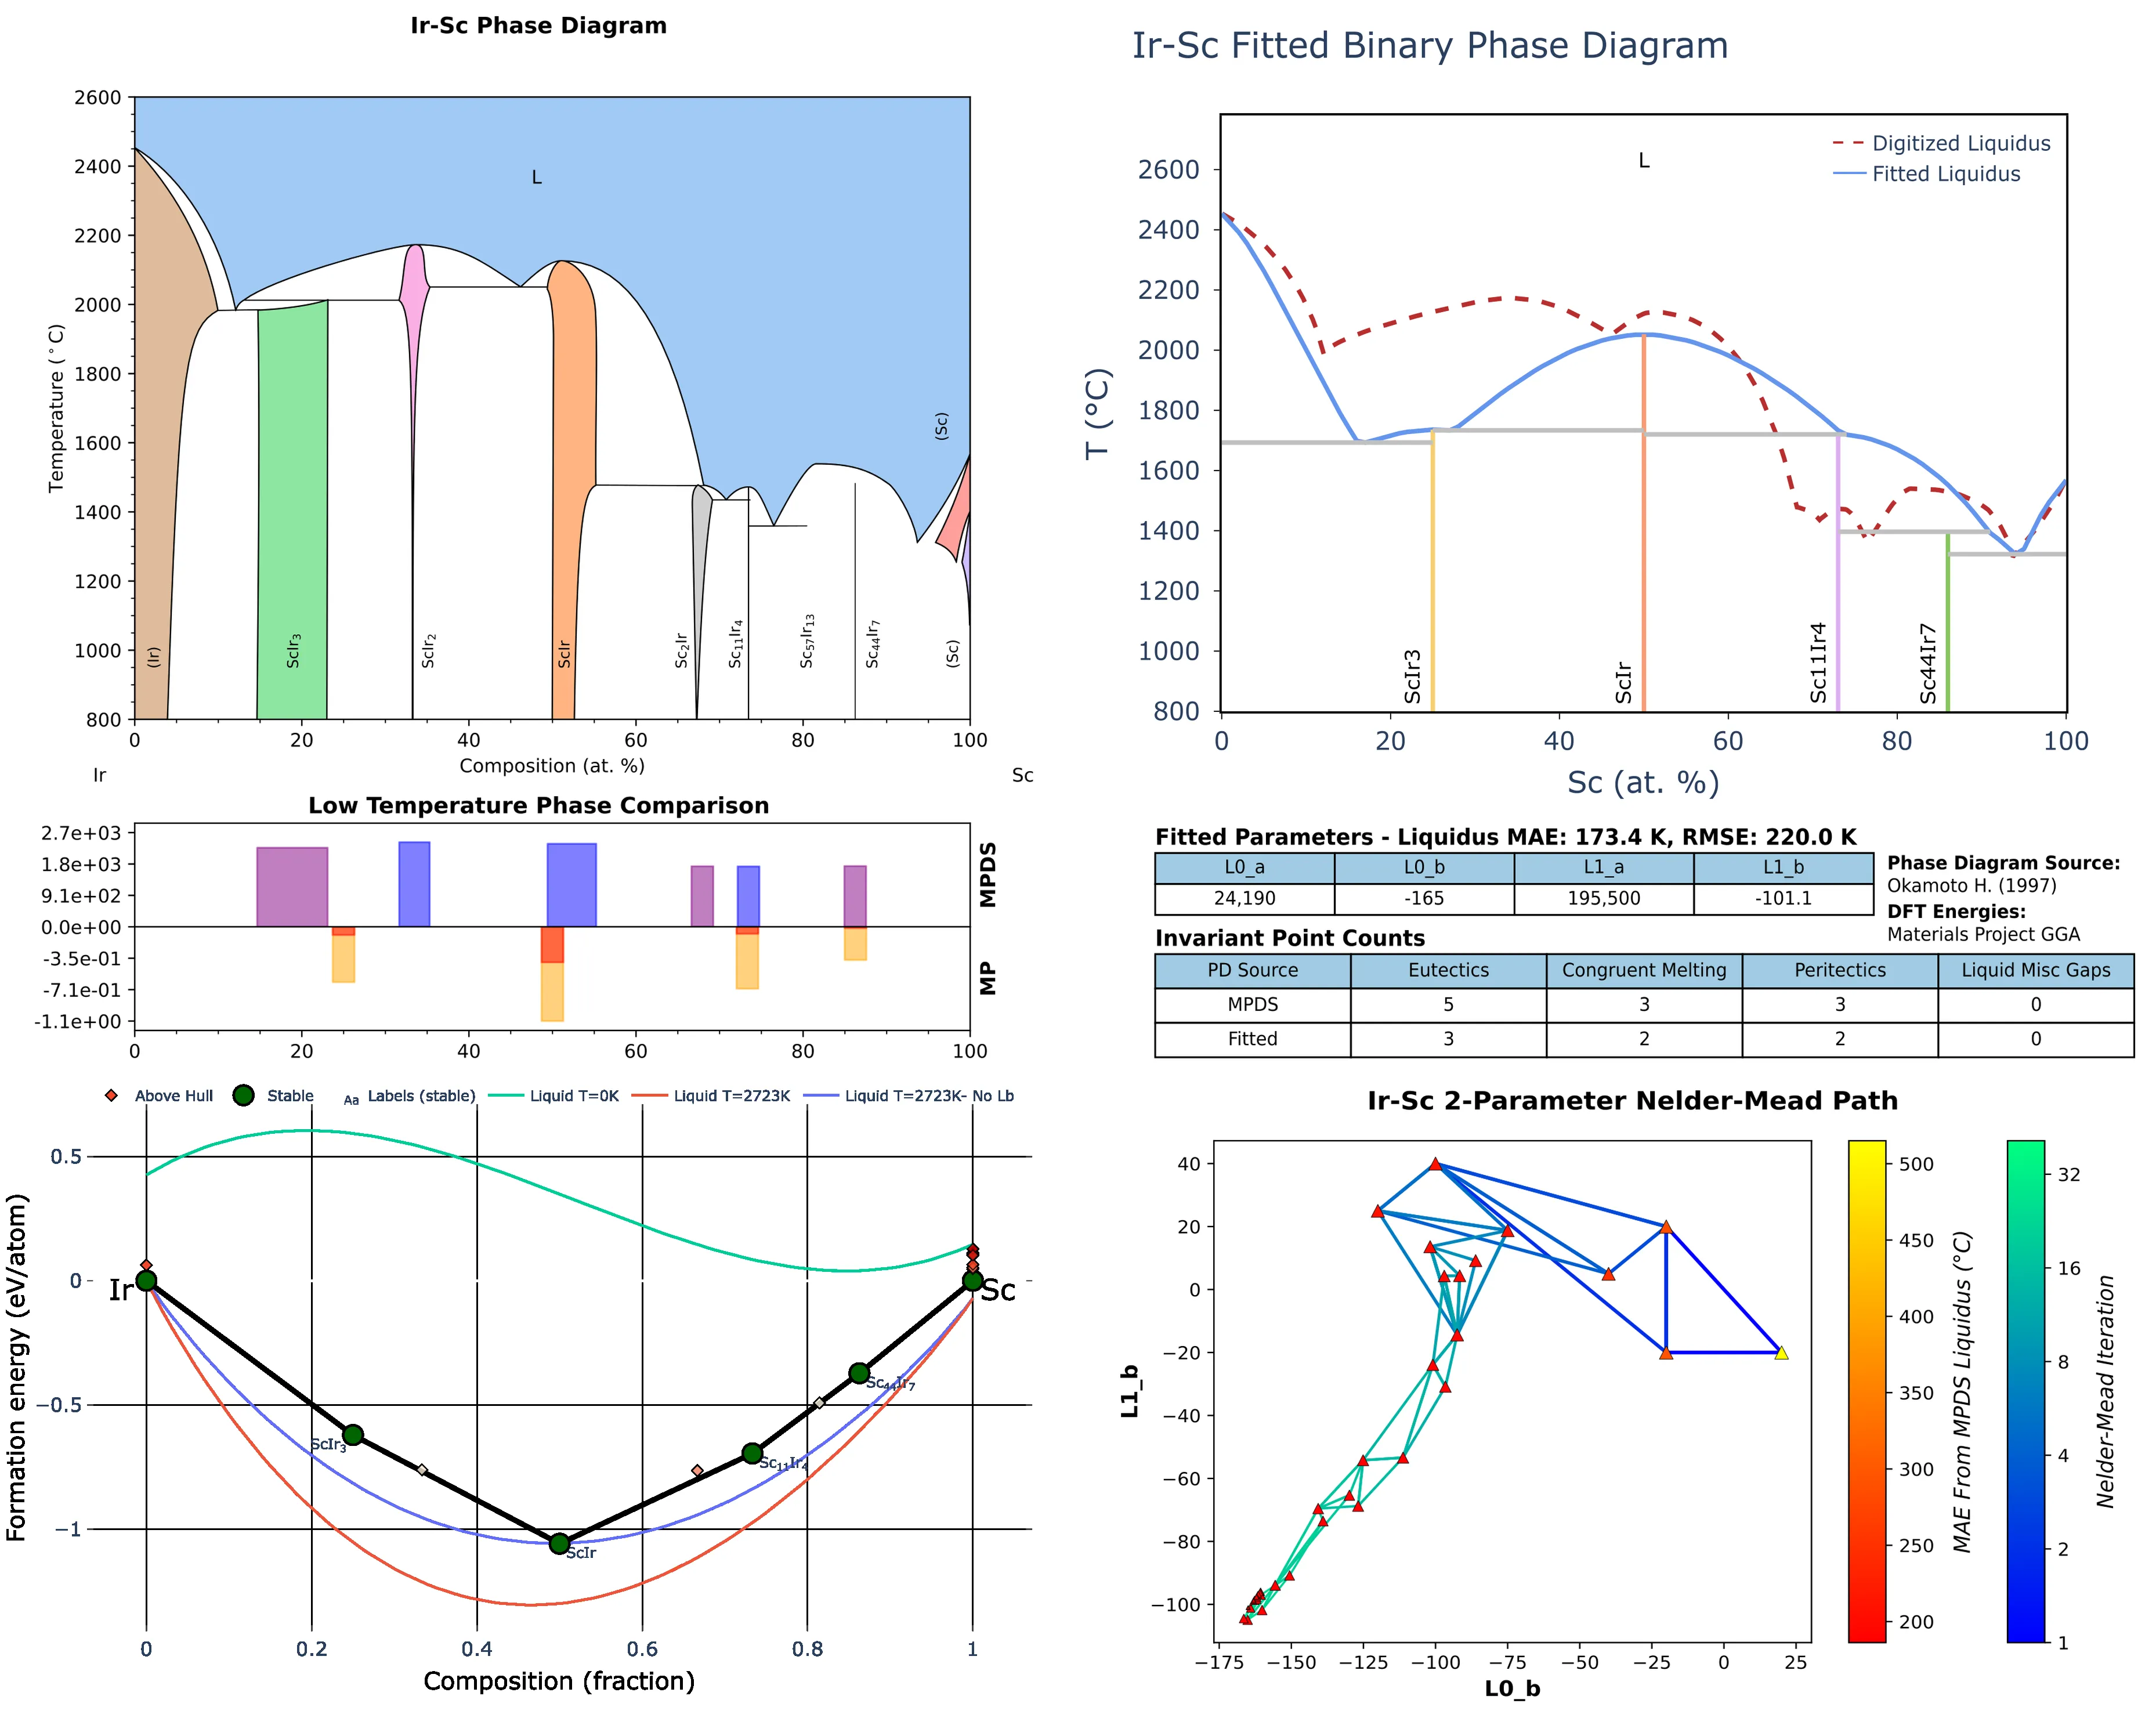 Ir-Sc Phase Diagram
2600
2400
2200
2000
1800
1600
1400
1200
1000
800
Temperature (°C)
L
(Sc)
(Ir)
ScIr3
ScIr2
ScIr
Sc2Ir
Sc11Ir4
Sc57Ir13
Sc44Ir7
(Sc)
0 20 40 60 80 100
Composition (at. %)
Ir
Sc
Ir-Sc Fitted Binary Phase Diagram
Digitized Liquidus
Fitted Liquidus
L
2600
2400
2200
2000
1800
1600
1400
1200
1000
800
T (°C)
ScIr3
ScIr
Sc11Ir4
Sc44Ir7
0 20 40 60 80 100
Sc (at. %)
Low Temperature Phase Comparison
2.7e+03
1.8e+03
9.1e+02
0.0e+00
-3.5e-01
-7.1e-01
-1.1e+00
MPDS
MP
0 20 40 60 80 100
Fitted Parameters - Liquidus MAE: 173.4 K, RMSE: 220.0 K
L0_a L0_b L1_a L1_b
24,190 -165 195,500 -101.1
Phase Diagram Source:
Okamoto H. (1997)
DFT Energies:
Materials Project GGA
Invariant Point Counts
PD Source Eutectics Congruent Melting Peritectics Liquid Misc Gaps
MPDS 5 3 3 0
Fitted 3 2 2 0
Above Hull Stable Aa Labels (stable) Liquid T=0K Liquid T=2723K Liquid T=2723K- No Lb
0.5
0
−0.5
−1
Formation energy (eV/atom)
Ir
Sc
ScIr3
ScIr
Sc11Ir4
Sc44Ir7
0 0.2 0.4 0.6 0.8 1
Composition (fraction)
Ir-Sc 2-Parameter Nelder-Mead Path
40
20
0
−20
−40
−60
−80
−100
L1_b
−175 −150 −125 −100 −75 −50 −25 0 25
L0_b
500
450
400
350
300
250
200
MAE From MPDS Liquidus (°C)
32
16
8
4
2
1
Nelder-Mead Iteration